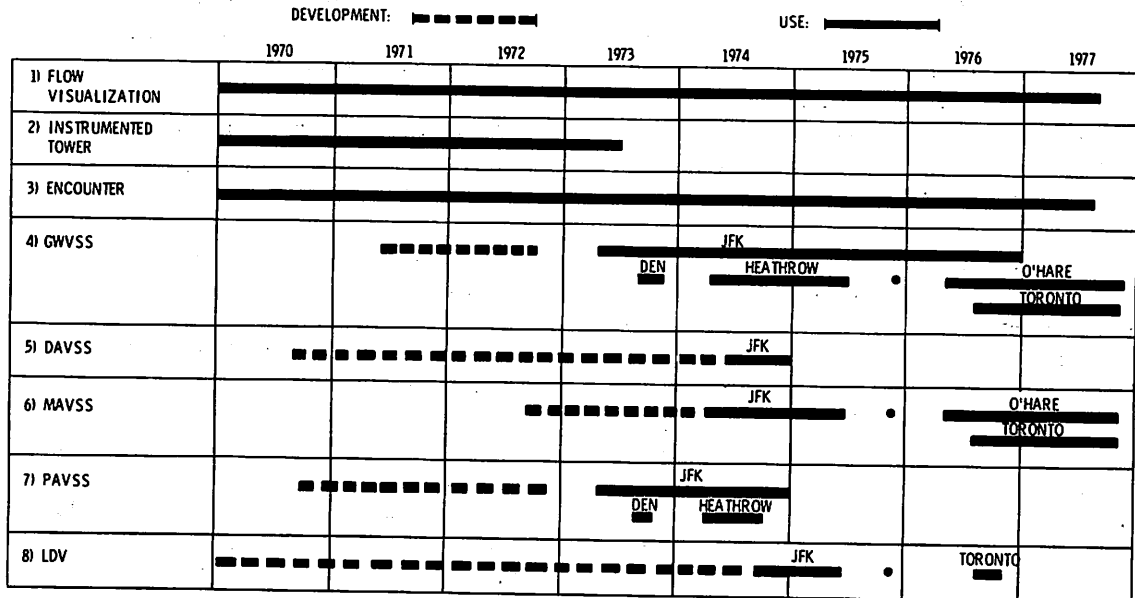 DEVELOPMENT: USE:
1970 1971 1972 1973 1974 1975 1976 1977
1) FLOW
VISUALIZATION
2) INSTRUMENTED
TOWER
3) ENCOUNTER
4) GWVSS
JFK
DEN HEATHROW O'HARE
TORONTO
5) DAVSS JFK
6) MAVSS JFK O'HARE
TORONTO
7) PAVSS JFK
DEN HEATHROW
8) LDV JFK TORONTO